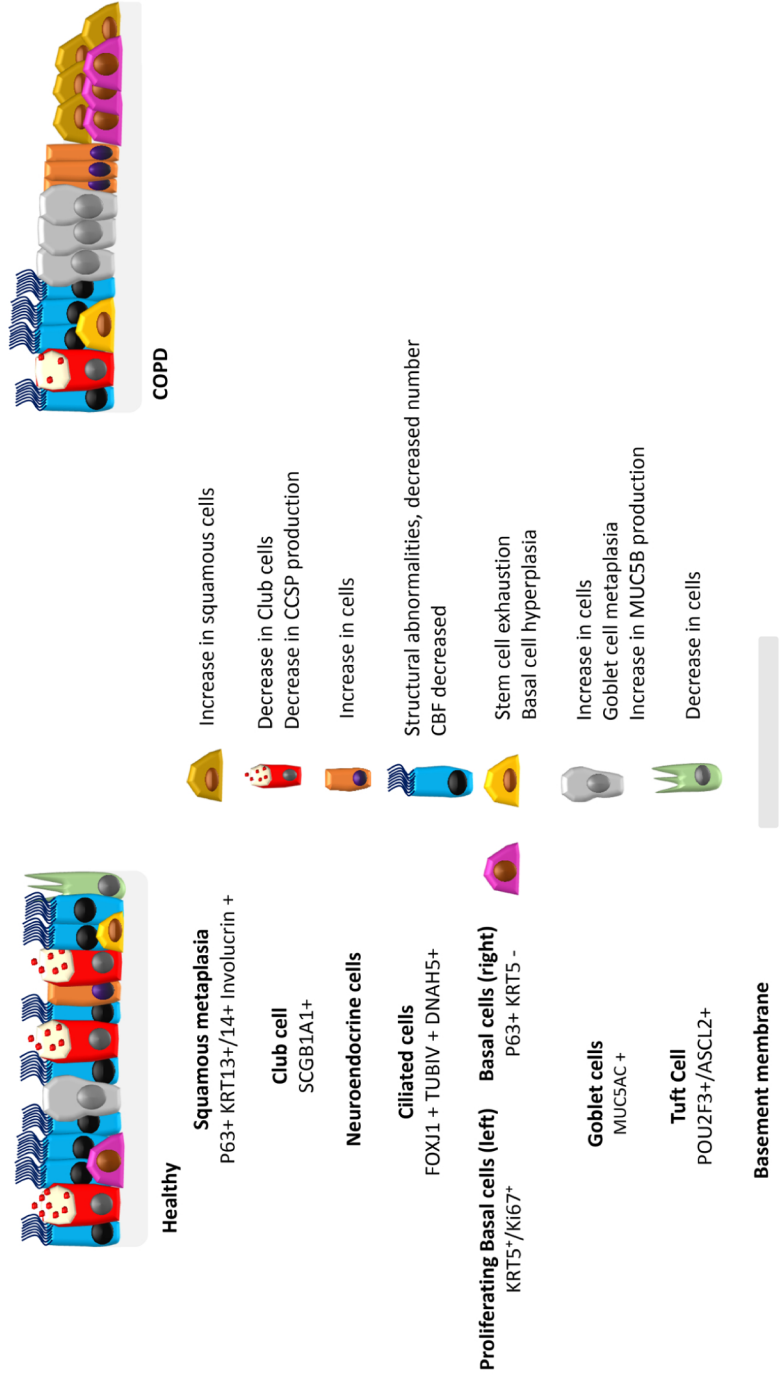 Healthy
COPD
Squamous metaplasia
P63+ KRT13+/14+ Involucrin +
Increase in squamous cells
Club cell
SCGB1A1+
Decrease in Club cells
Decrease in CCSP production
Neuroendocrine cells
Increase in cells
Ciliated cells
FOXJ1 + TUBIV + DNAH5+
Structural abnormalities, decreased number
CBF decreased
Proliferating Basal cells (left)
KRT5⁺/Ki67⁺
Basal cells (right)
P63+ KRT5 -
Stem cell exhaustion
Basal cell hyperplasia
Goblet cells
MUC5AC +
Increase in cells
Goblet cell metaplasia
Increase in MUC5B production
Tuft Cell
POU2F3+/ASCL2+
Decrease in cells
Basement membrane